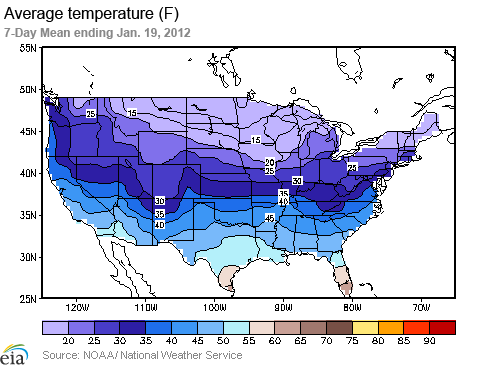 Average temperature (F)
7-Day Mean ending Jan. 19, 2012
55N
50N
45N
40N
35N
30N
25N
25
15
15
20
25
25
30
35
40
45
30
35
40
120W
110W
100W
90W
80W
70W
20 25 30 35 40 45 50 55 60 65 70 75 80 85 90
eia
Source: NOAA/National Weather Service